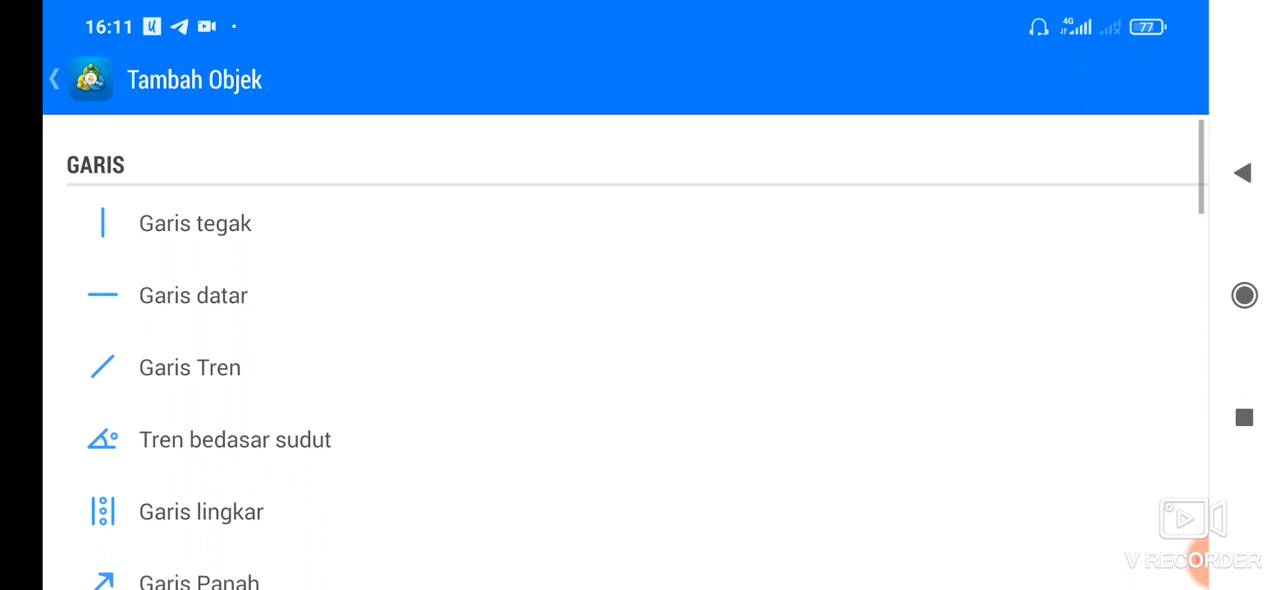 16:11
4G
77
Tambah Objek
GARIS
Garis tegak
Garis datar
Garis Tren
Tren bedasar sudut
Garis lingkar
Garis Panah
V RECORDER